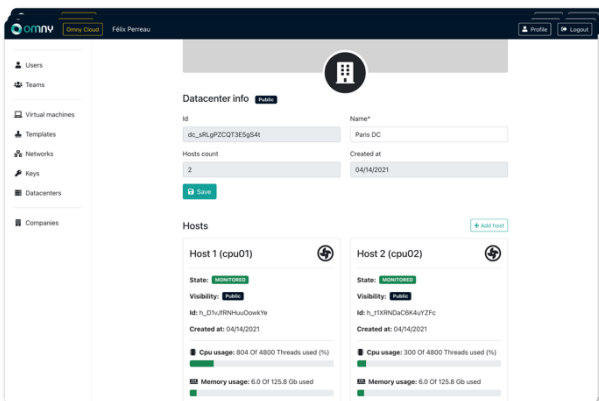 omny Omny Cloud Félix Perreau Profile Logout
Users
Teams
Virtual machines
Templates
Networks
Keys
Datacenters
Companies
Datacenter info Public
Id Name*
dc_sRLgPZCQT3E5gS4t Paris DC
Hosts count Created at
2 04/14/2021
Save
Hosts + Add host
Host 1 (cpu01) Host 2 (cpu02)
State: MONITORED State: MONITORED
Visibility: Public Visibility: Public
Id: h_D1vJfRNHuuOowkYe Id: h_t1XRNDaC6K4uYZFc
Created at: 04/14/2021 Created at: 04/14/2021
Cpu usage: 804 Of 4800 Threads used (%) Cpu usage: 300 Of 4800 Threads used (%)
Memory usage: 6.0 Of 125.8 Gb used Memory usage: 6.0 Of 125.8 Gb used